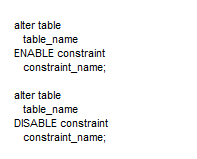 alter table
table_name
ENABLE constraint
constraint_name;
alter table
table_name
DISABLE constraint
constraint_name;